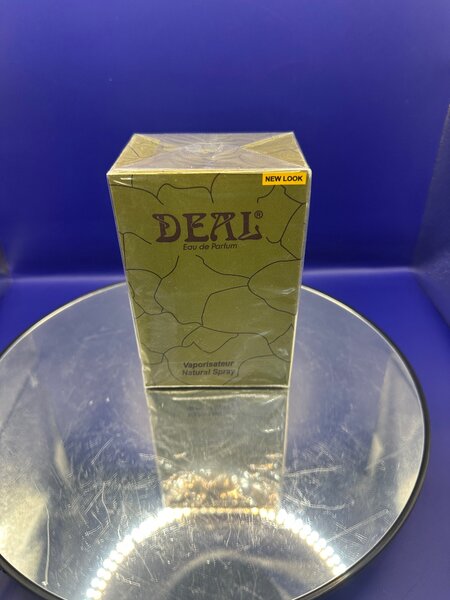 NEW LOOK
DEAL®
Eau de Parfum
Vaporisateur
Natural Spray